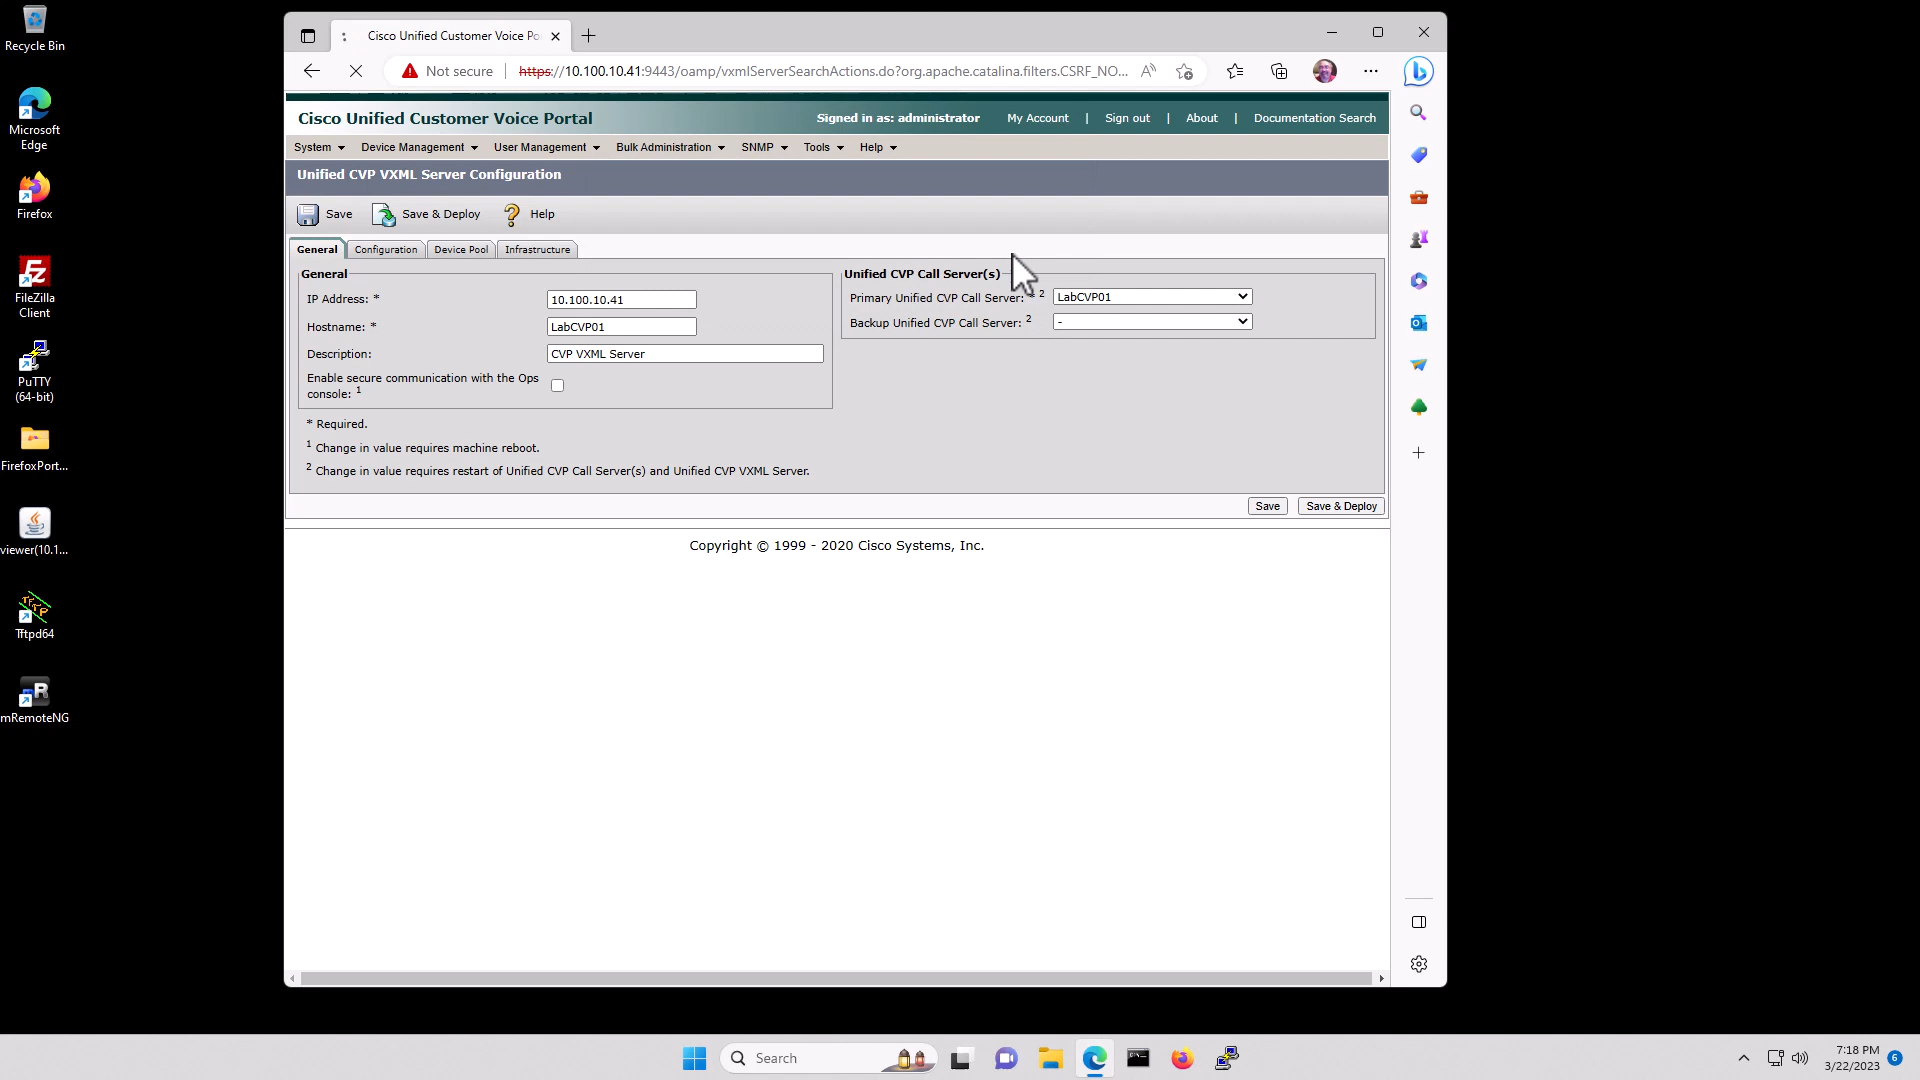 Recycle Bin
Microsoft
Edge
Firefox
FileZilla
Client
PuTTY
(64-bit)
FirefoxPort...
viewer(10.1...
Tftpd64
mRemoteNG
Cisco Unified Customer Voice Po
Not secure
https://10.100.10.41:9443/oamp/vxmlServerSearchActions.do?org.apache.catalina.filters.CSRF_NO...
Cisco Unified Customer Voice Portal
Signed in as: administrator My Account | Sign out | About | Documentation Search
System Device Management User Management Bulk Administration SNMP Tools Help
Unified CVP VXML Server Configuration
Save Save & Deploy Help
General Configuration Device Pool Infrastructure
General
IP Address: * 10.100.10.41
Hostname: * LabCVP01
Description: CVP VXML Server
Enable secure communication with the Ops
console: 1
Unified CVP Call Server(s)
Primary Unified CVP Call Server: * 2 LabCVP01
Backup Unified CVP Call Server: 2 -
* Required.
1 Change in value requires machine reboot.
2 Change in value requires restart of Unified CVP Call Server(s) and Unified CVP VXML Server.
Save Save & Deploy
Copyright © 1999 - 2020 Cisco Systems, Inc.
Search
7:18 PM
3/22/2023
6